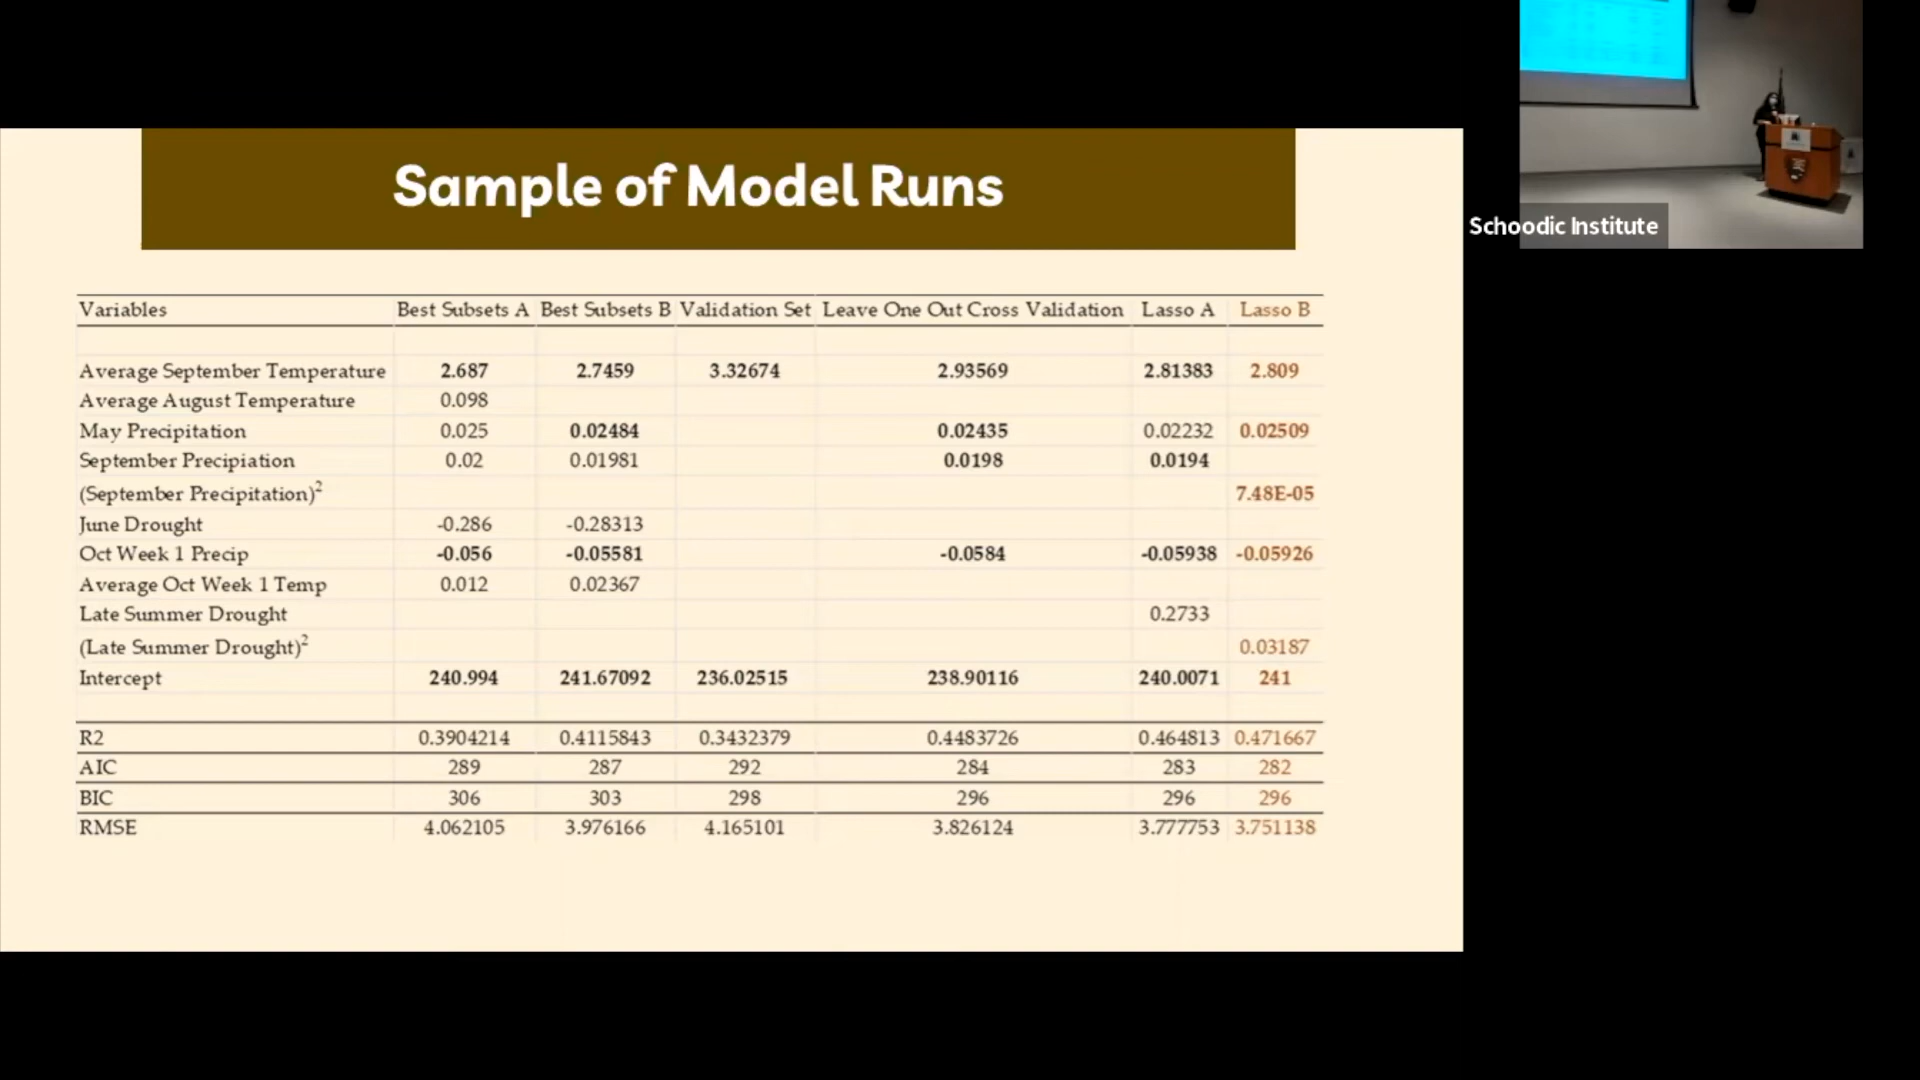 Sample of Model Runs
Schoodic Institute
Variables Best Subsets A Best Subsets B Validation Set Leave One Out Cross Validation Lasso A Lasso B
Average September Temperature 2.687 2.7459 3.32674 2.93569 2.81383 2.809
Average August Temperature 0.098
May Precipitation 0.025 0.02484 0.02435 0.02232 0.02509
September Precipiation 0.02 0.01981 0.0198 0.0194
(September Precipitation)² 7.48E-05
June Drought -0.286 -0.28313
Oct Week 1 Precip -0.056 -0.05581 -0.0584 -0.05938 -0.05926
Average Oct Week 1 Temp 0.012 0.02367
Late Summer Drought 0.2733
(Late Summer Drought)² 0.03187
Intercept 240.994 241.67092 236.02515 238.90116 240.0071 241
R2 0.3904214 0.4115843 0.3432379 0.4483726 0.464813 0.471667
AIC 289 287 292 284 283 282
BIC 306 303 298 296 296 296
RMSE 4.062105 3.976166 4.165101 3.826124 3.777753 3.751138